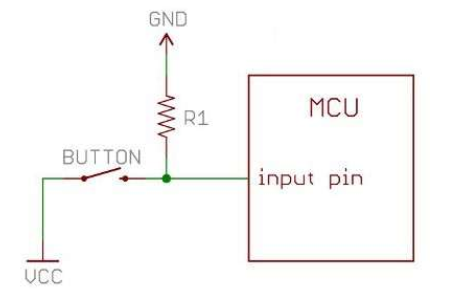 GND
R1
MCU
BUTTON
input pin
VCC